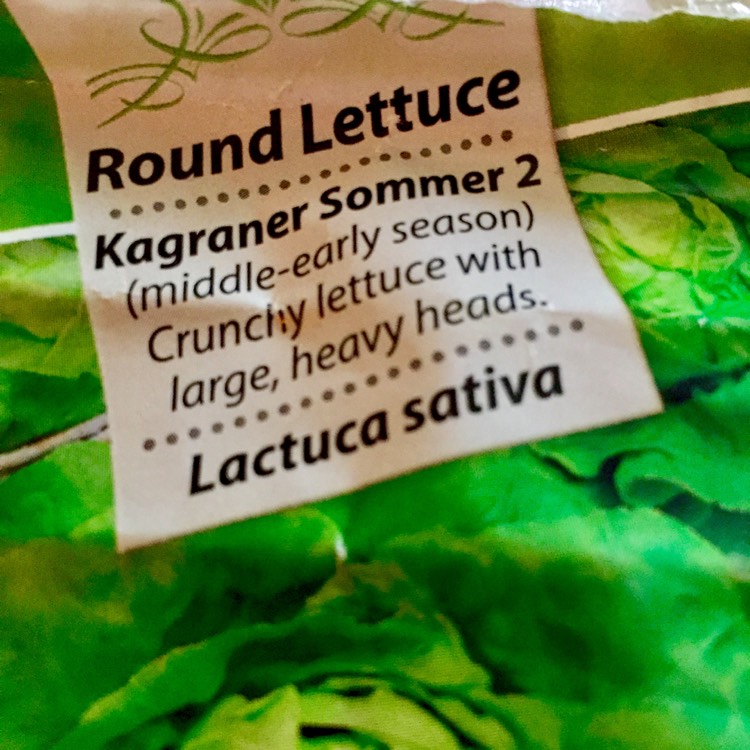 Round Lettuce
Kagraner Sommer 2
(middle-early season)
Crunchy lettuce with
large, heavy heads.
Lactuca sativa